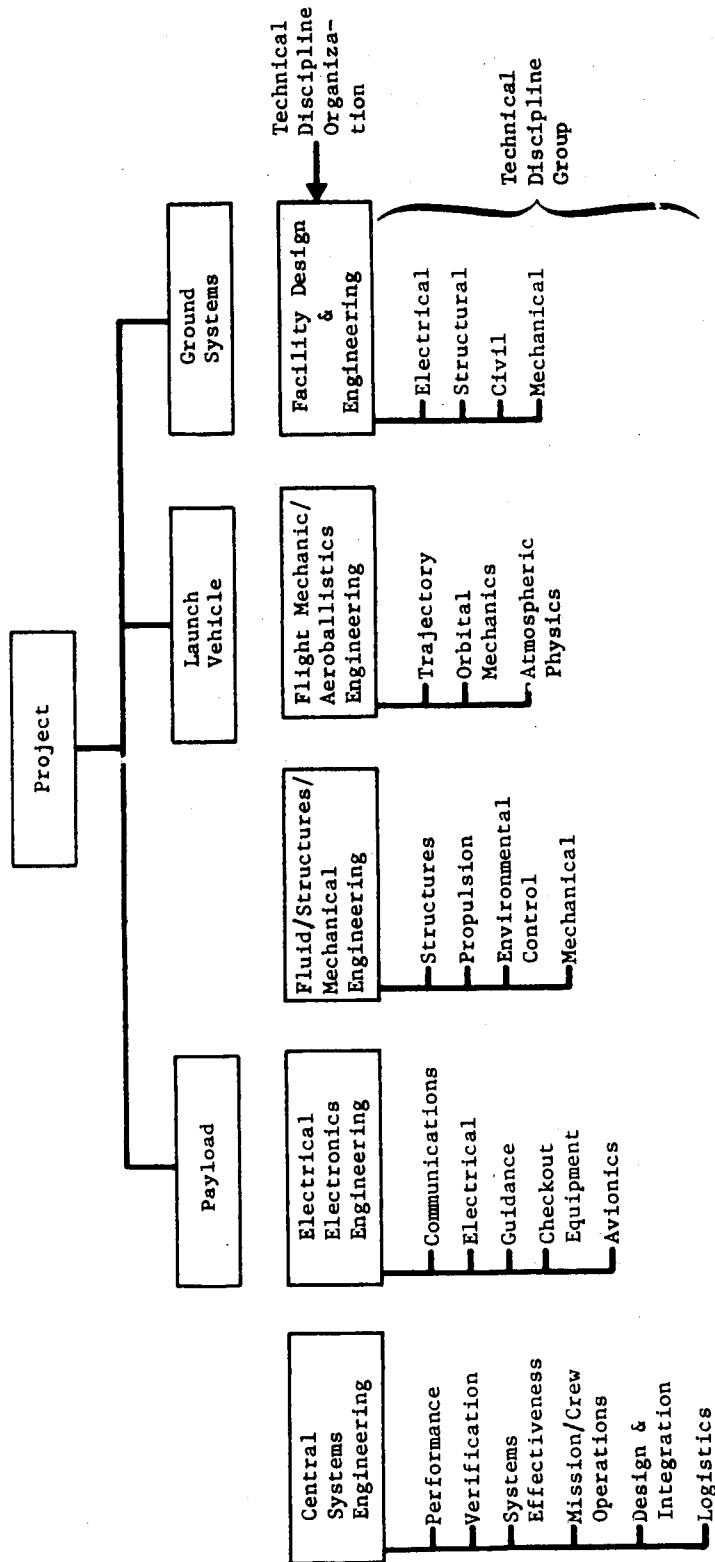 Project
Payload
Launch
Vehicle
Ground
Systems
Central
Systems
Engineering
Performance
Verification
Systems
Effectiveness
Mission/Crew
Operations
Design &
Integration
Logistics
Electrical
Electronics
Engineering
Communications
Electrical
Guidance
Checkout
Equipment
Avionics
Fluid/Structures/
Mechanical
Engineering
Structures
Propulsion
Environmental
Control
Mechanical
Flight Mechanic/
Aeroballistics
Engineering
Trajectory
Orbital
Mechanics
Atmospheric
Physics
Facility Design
&
Engineering
Electrical
Structural
Civil
Mechanical
Technical
Discipline
Organiza-
tion
Technical
Discipline
Group